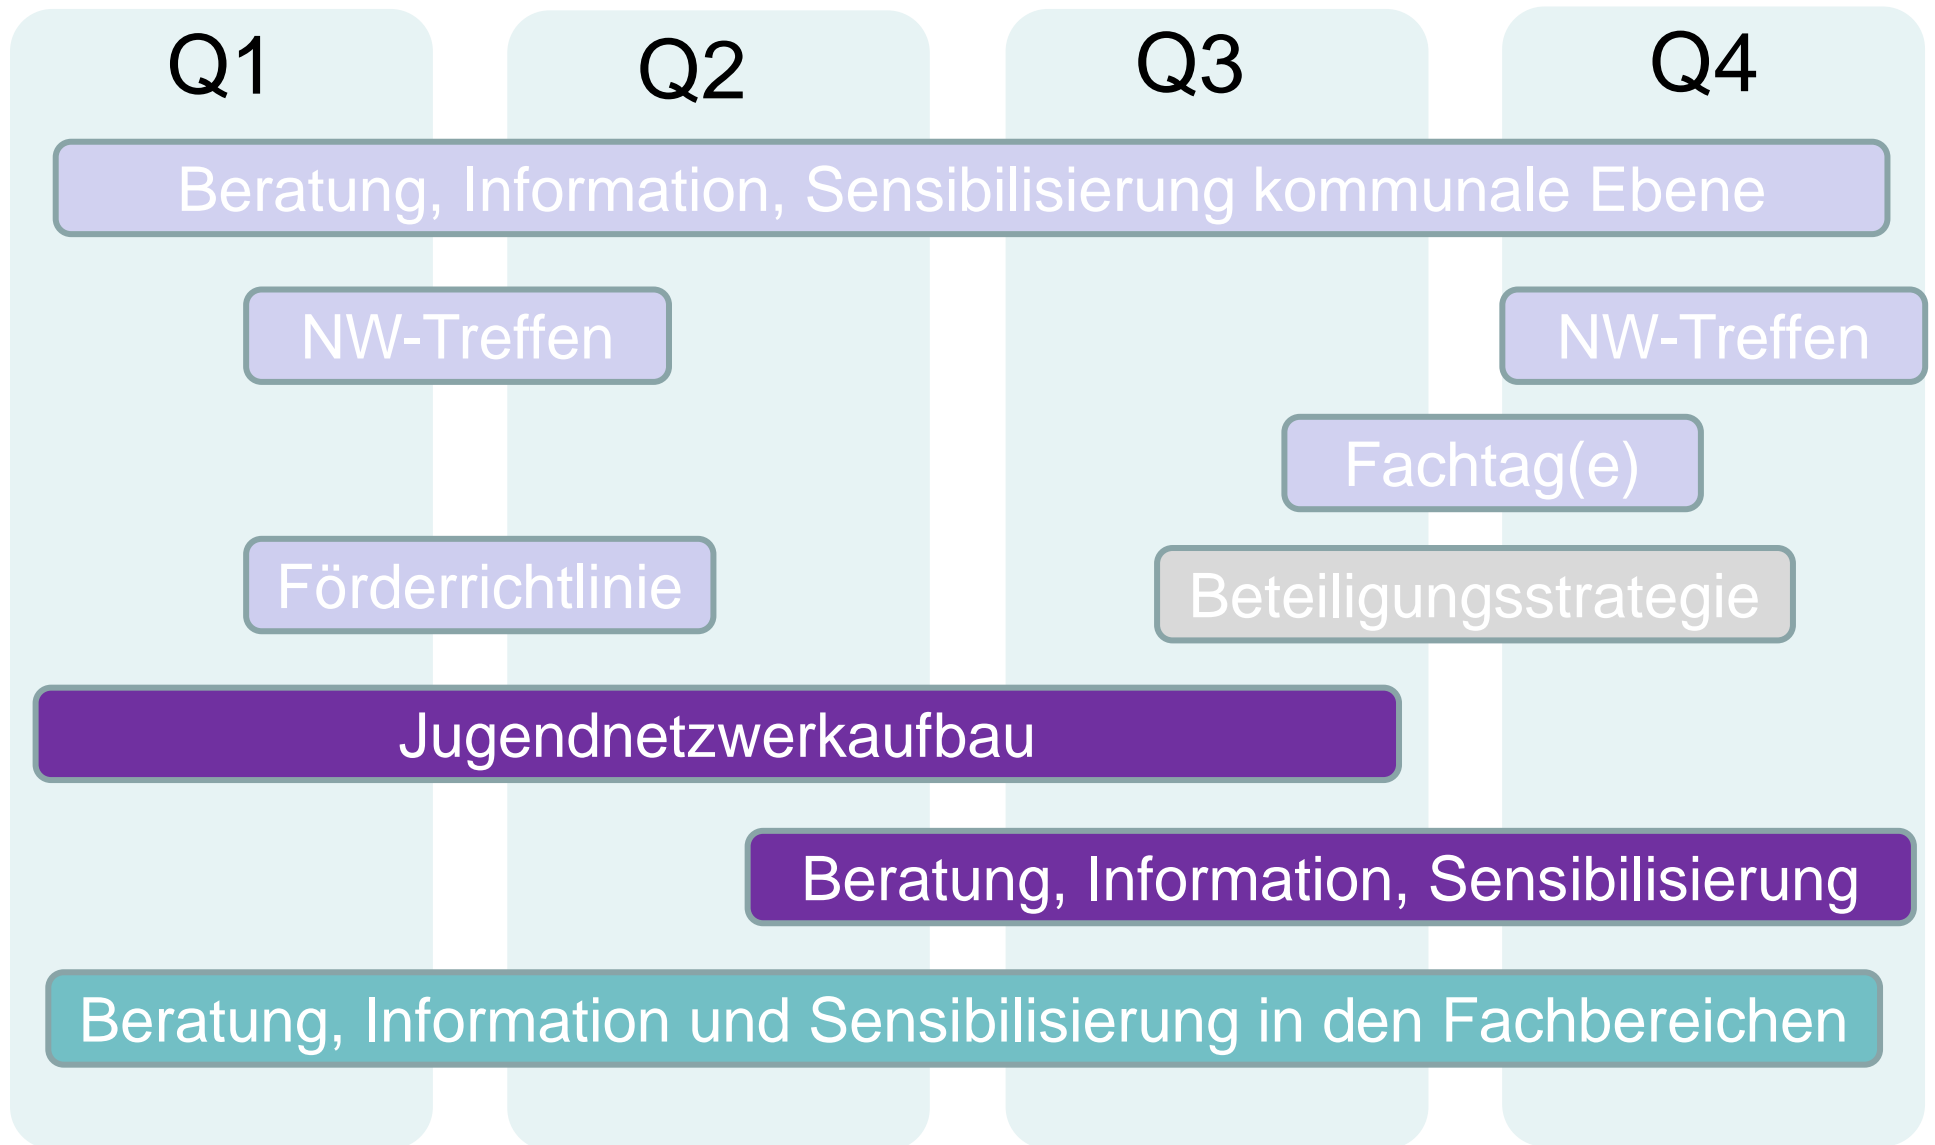 Q1
Q2
Q3
Q4
Beratung, Information, Sensibilisierung kommunale Ebene
NW-Treffen
NW-Treffen
Fachtag(e)
Förderrichtlinie
Beteiligungsstrategie
Jugendnetzwerkaufbau
Beratung, Information, Sensibilisierung
Beratung, Information und Sensibilisierung in den Fachbereichen